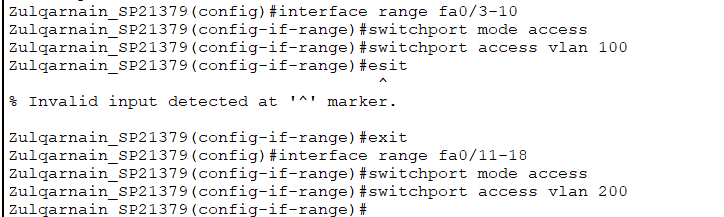 Zulqarnain_SP21379(config)#interface range fa0/3-10
Zulqarnain_SP21379(config-if-range)#switchport mode access
Zulqarnain_SP21379(config-if-range)#switchport access vlan 100
Zulqarnain_SP21379(config-if-range)#esit
^
% Invalid input detected at '^' marker.
Zulqarnain_SP21379(config-if-range)#exit
Zulqarnain_SP21379(config)#interface range fa0/11-18
Zulqarnain_SP21379(config-if-range)#switchport mode access
Zulqarnain_SP21379(config-if-range)#switchport access vlan 200
Zulqarnain_SP21379(config-if-range)#